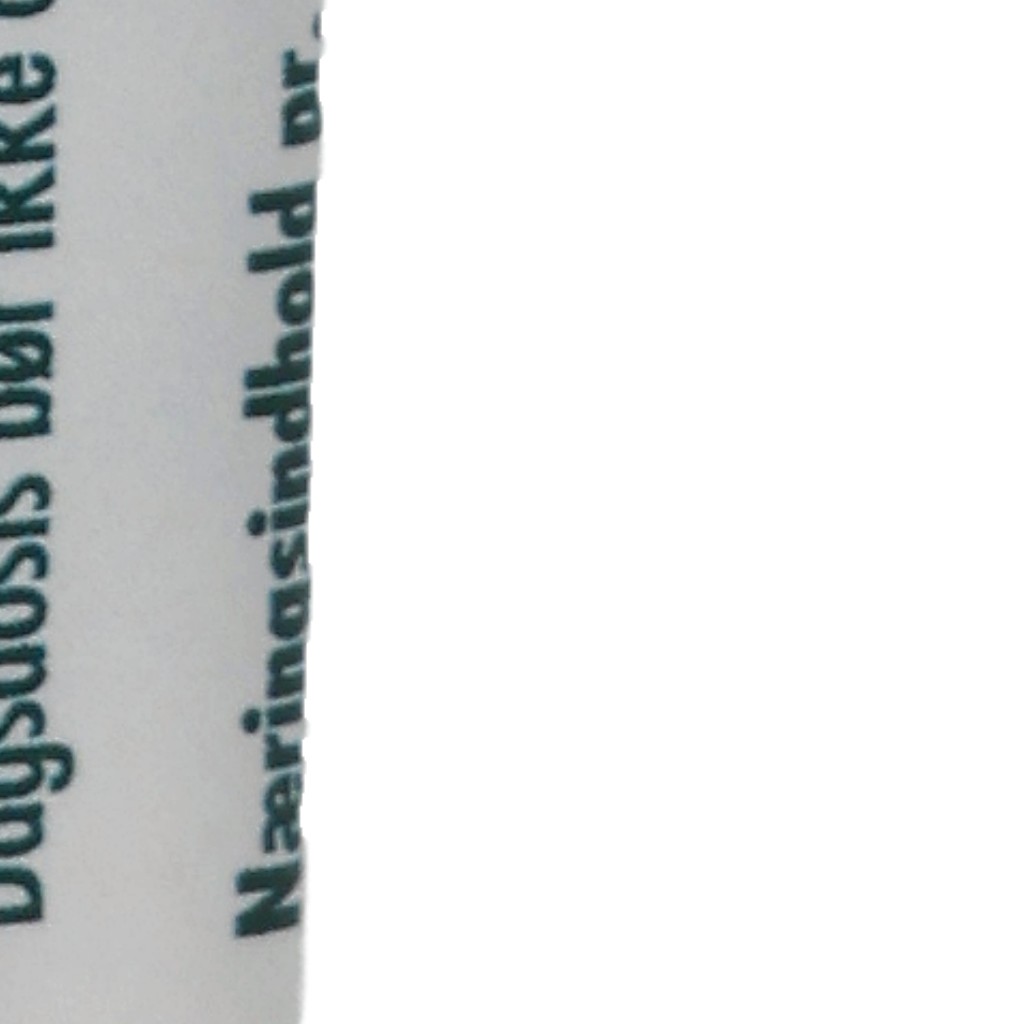 Dagsdosis bør ikke
Næringsindhold pr.